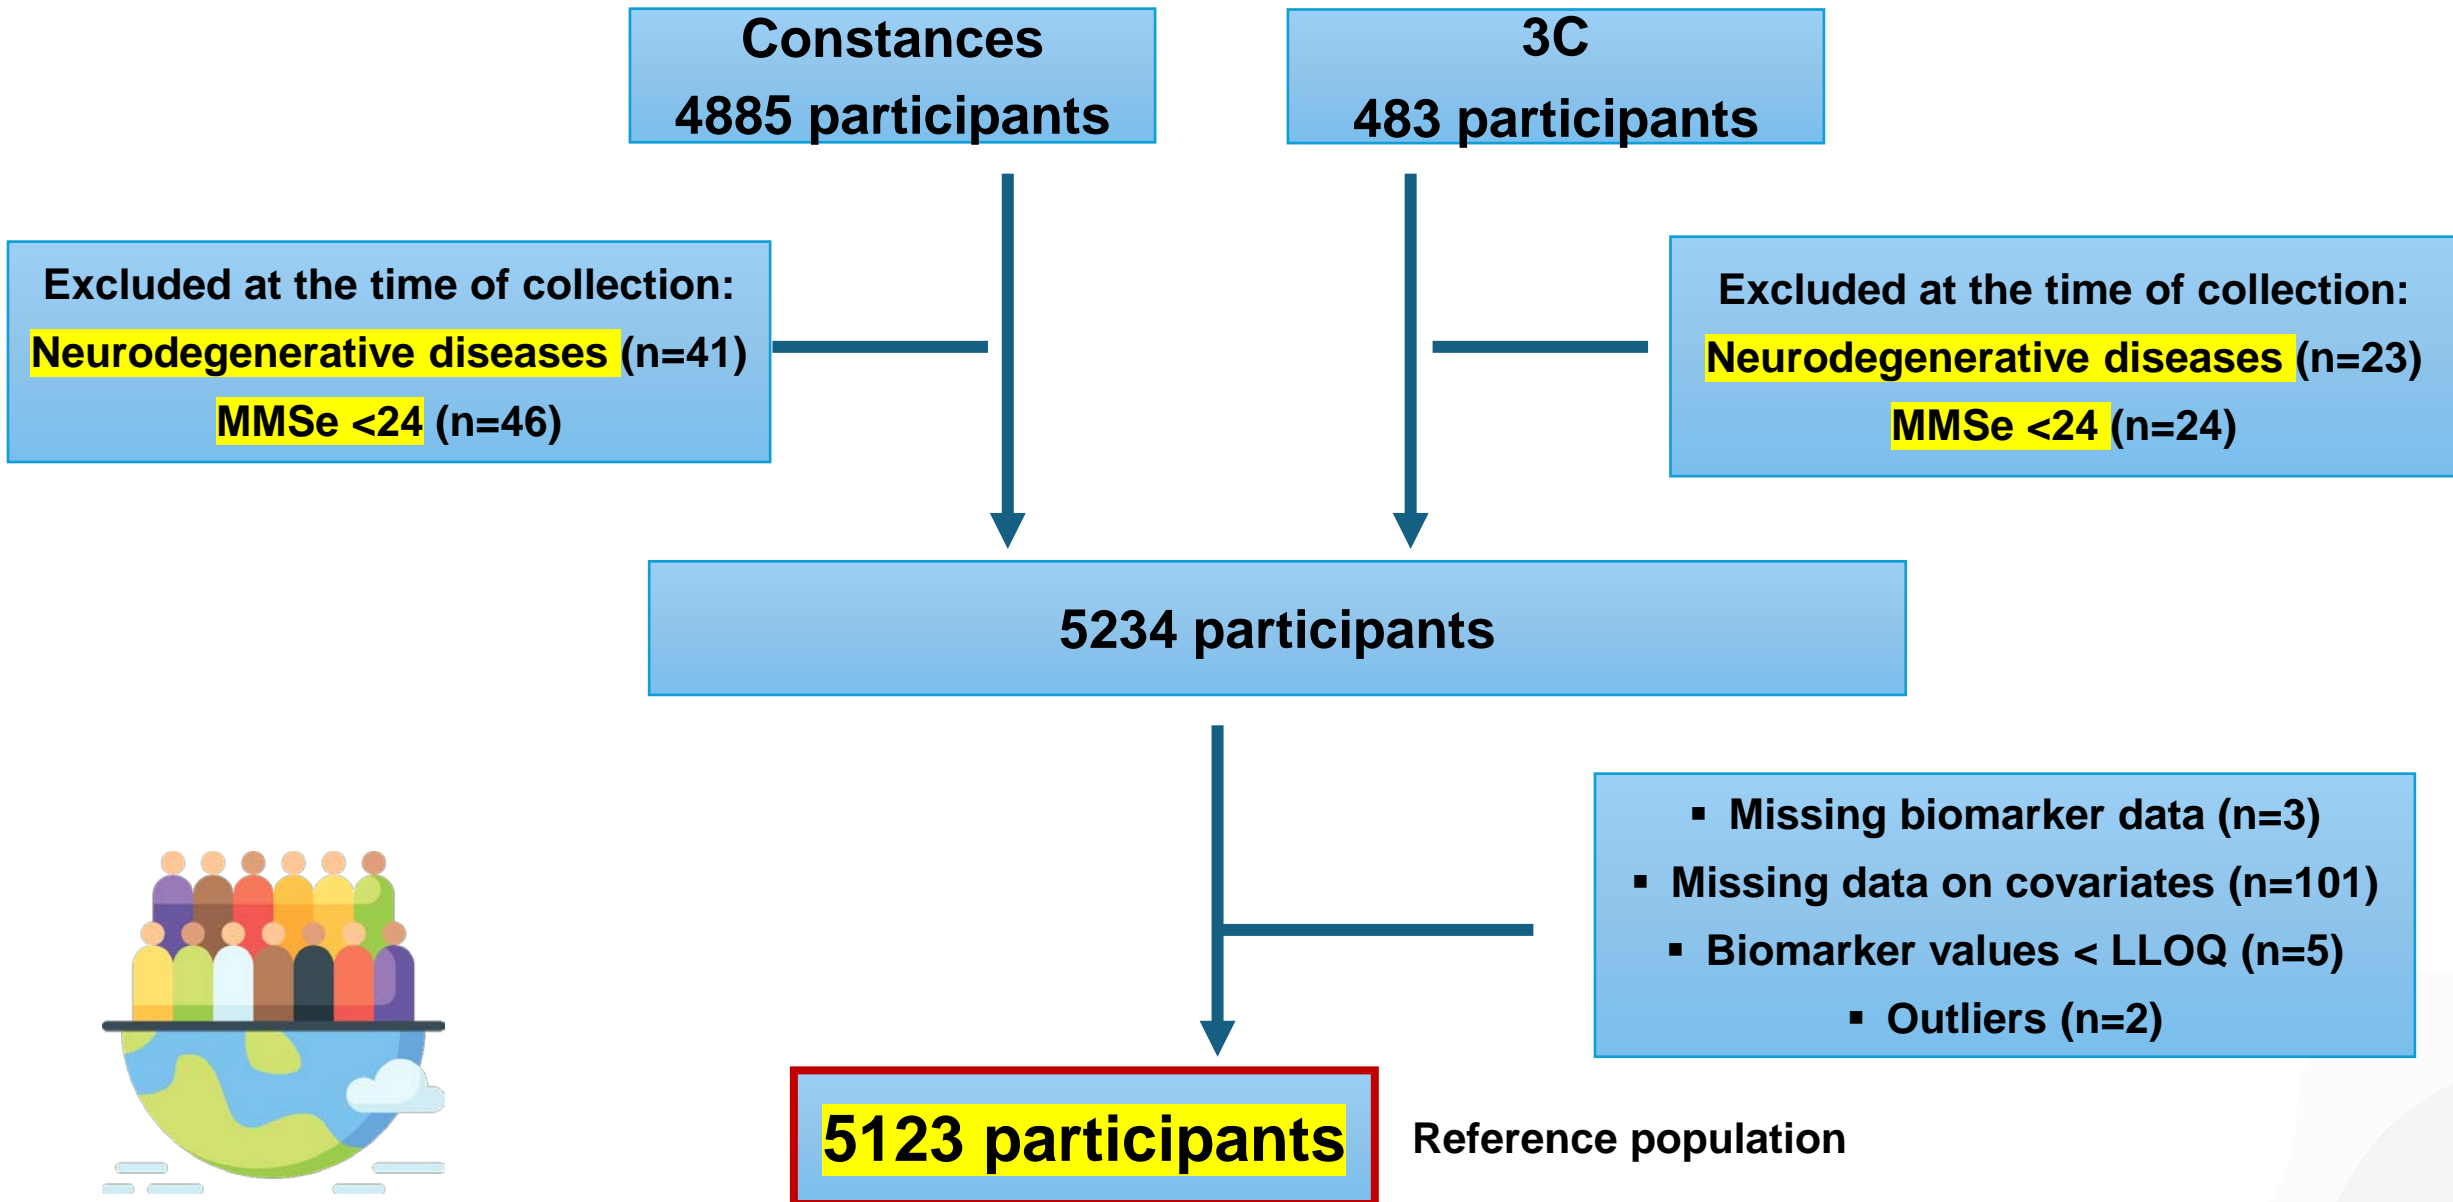 Constances
4885 participants
3C
483 participants
Excluded at the time of collection:
Neurodegenerative diseases (n=41)
MMSe <24 (n=46)
Excluded at the time of collection:
Neurodegenerative diseases (n=23)
MMSe <24 (n=24)
5234 participants
▪ Missing biomarker data (n=3)
▪ Missing data on covariates (n=101)
▪ Biomarker values < LLOQ (n=5)
▪ Outliers (n=2)
5123 participants
Reference population